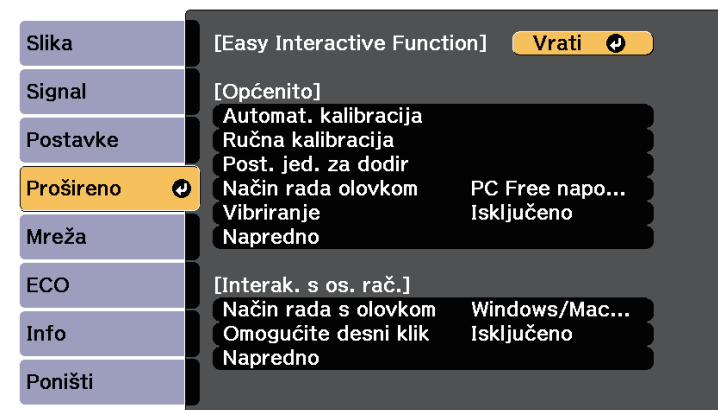 Slika
Signal
Postavke
Prošireno
Mreža
ECO
Info
Poništi
[Easy Interactive Function] Vrati
[Općenito]
Automat. kalibracija
Ručna kalibracija
Post. jed. za dodir
Način rada olovkom PC Free napo...
Vibriranje Isključeno
Napredno
[Interak. s os. rač.]
Način rada s olovkom Windows/Mac...
Omogućite desni klik Isključeno
Napredno